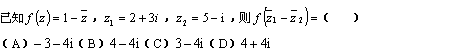 已知f(z)=1−z̄，z₁=2+3i，z₂=5−i，则f(z̄₁−z̄₂)=（ ）
(A)−3−4i(B)4−4i(C)3−4i(D)4+4i